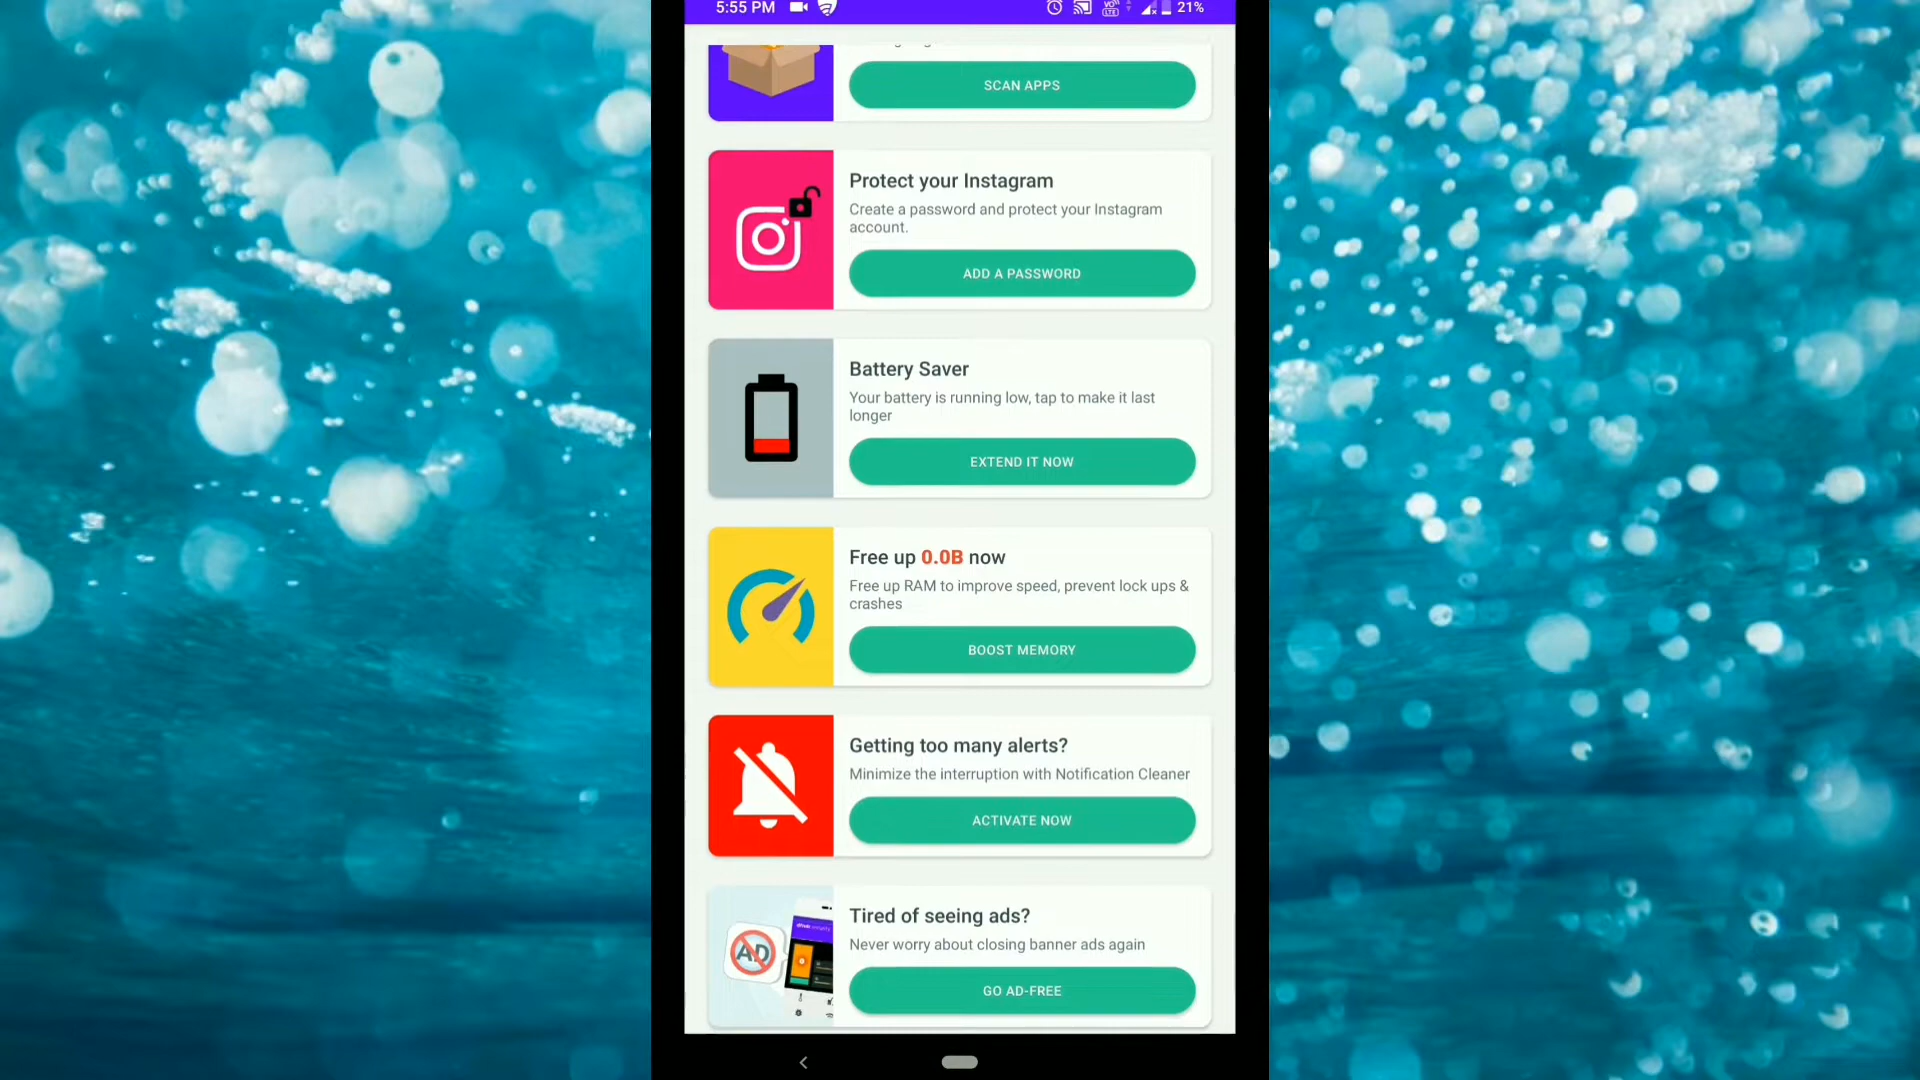 5:55 PM
21%
SCAN APPS
Protect your Instagram
Create a password and protect your Instagram
account.
ADD A PASSWORD
Battery Saver
Your battery is running low, tap to make it last
longer
EXTEND IT NOW
Free up 0.0B now
Free up RAM to improve speed, prevent lock ups &
crashes
BOOST MEMORY
Getting too many alerts?
Minimize the interruption with Notification Cleaner
ACTIVATE NOW
Tired of seeing ads?
Never worry about closing banner ads again
AD
GO AD-FREE